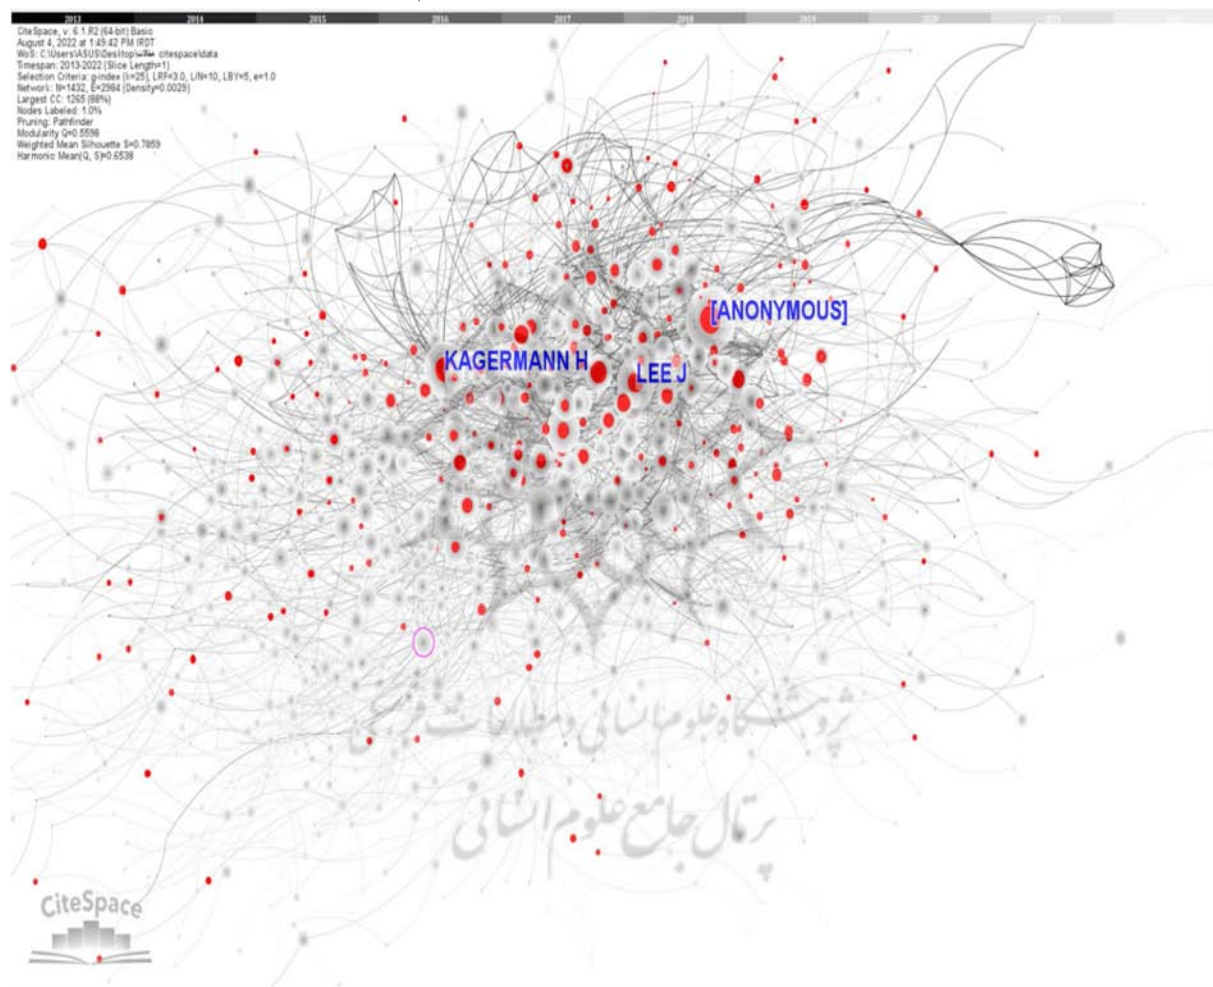 2013 2014 2015 2016 2017 2018 2019 2020 2021
CiteSpace, v. 6.1.R2 (64-bit) Basic
August 4, 2022 at 1:49:42 PM IRDT
WoS: C:\Users\ASUS\Desktop\ citespace\data
Timespan: 2013-2022 (Slice Length=1)
Selection Criteria: g-index (k=25), LRF=3.0, L/N=10, LBY=5, e=1.0
Network: N=1432, E=2984 (Density=0.0029)
Largest CC: 1265 (88%)
Nodes Labeled: 1.0%
Pruning: Pathfinder
Modularity Q=0.5598
Weighted Mean Silhouette S=0.7859
Harmonic Mean(Q, S)=0.6538
[ANONYMOUS]
KAGERMANN H
LEE J
پژوهشگاه علوم انسانی و مطالعات فرهنگی
پرتال جامع علوم انسانی
CiteSpace